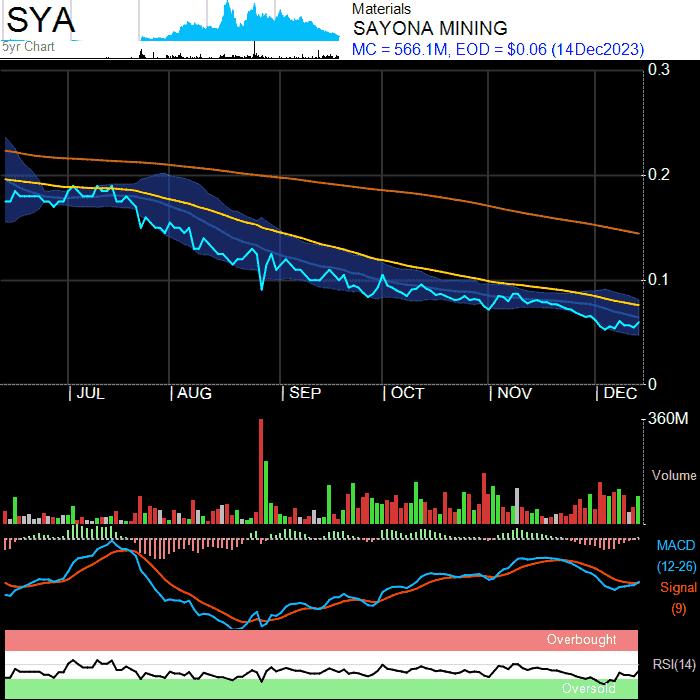 SYA
5yr Chart
Materials
SAYONA MINING
MC = 566.1M, EOD = $0.06 (14Dec2023)
0.3
0.2
0.1
0
JUL AUG SEP OCT NOV DEC
360M
Volume
MACD
(12-26)
Signal
(9)
Overbought
RSI(14)
Oversold